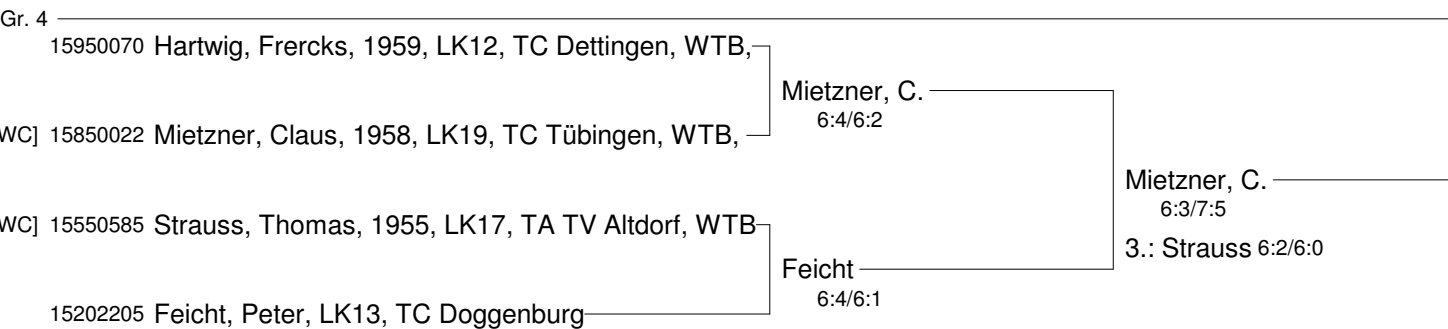 Gr. 4
15950070 Hartwig, Frercks, 1959, LK12, TC Dettingen, WTB,
Mietzner, C.
6:4/6:2
WC] 15850022 Mietzner, Claus, 1958, LK19, TC Tübingen, WTB,
Mietzner, C.
6:3/7:5
WC] 15550585 Strauss, Thomas, 1955, LK17, TA TV Altdorf, WTB
3.: Strauss 6:2/6:0
Feicht
6:4/6:1
15202205 Feicht, Peter, LK13, TC Doggenburg